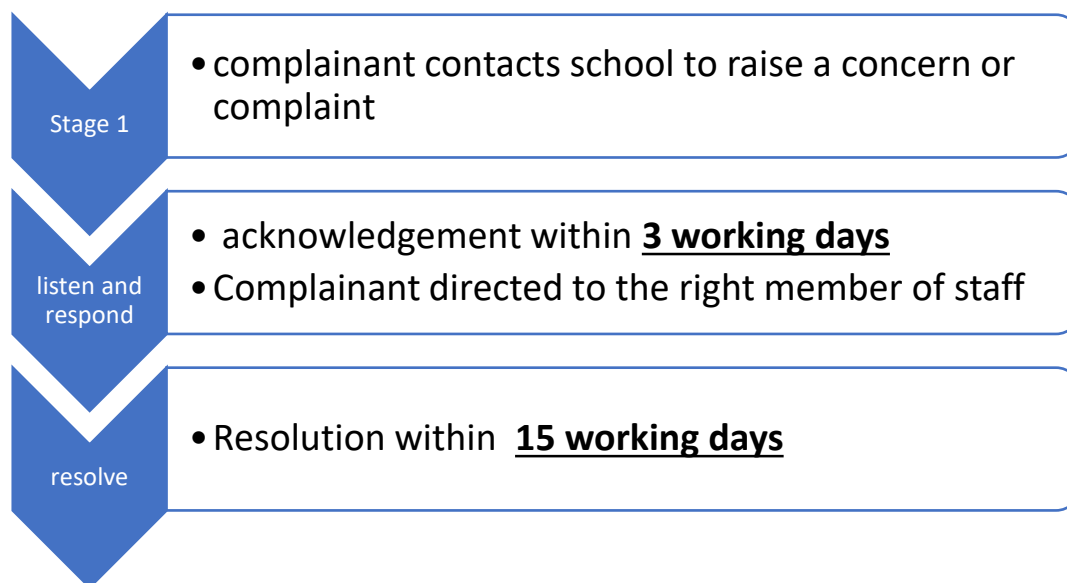 Stage 1
• complainant contacts school to raise a concern or
complaint
listen and
respond
• acknowledgement within 3 working days
• Complainant directed to the right member of staff
resolve
• Resolution within 15 working days